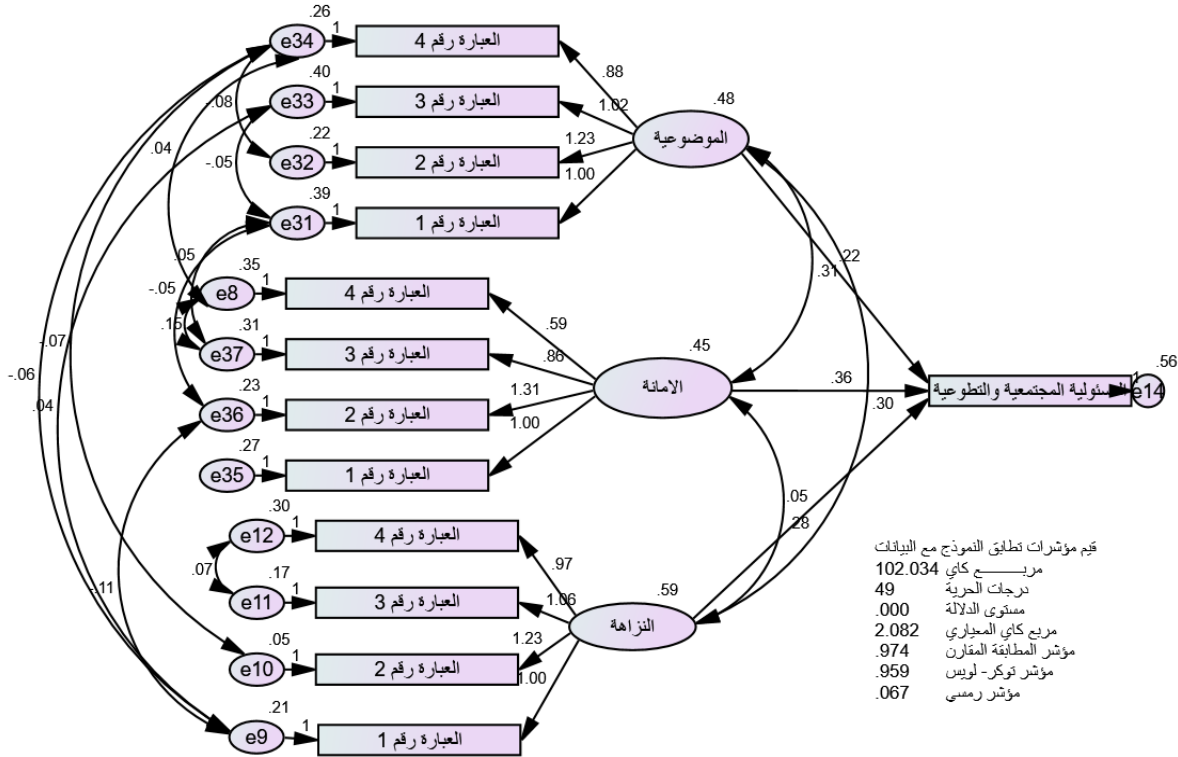 .26
e34
1
العبارة رقم 4
.88
.40
e33
1
العبارة رقم 3
1.02
.48
الموضوعية
-.08
.22
e32
1
العبارة رقم 2
1.23
.04
-.05
.39
e31
1
العبارة رقم 1
1.00
.05
.35
e8
1
العبارة رقم 4
.59
.31
.22
-.05
.15
.31
e37
1
العبارة رقم 3
.86
.45
الامانة
-.07
-.06
.04
.23
e36
1
العبارة رقم 2
1.31
.36
.30
المسئولية المجتمعية والتطوعية
1
.56
e14
1.00
.27
e35
1
العبارة رقم 1
.05
.28
.30
e12
1
العبارة رقم 4
.97
.07
-.11
.17
e11
1
العبارة رقم 3
1.06
.59
النزاهة
.05
e10
1
العبارة رقم 2
1.23
1.00
.21
e9
1
العبارة رقم 1
قيم مؤشرات تطابق النموذج مع البيانات
مربـــــــــع كاي 102.034
درجات الحرية 49
مستوى الدلالة .000
مربع كاي المعياري 2.082
مؤشر المطابقة المقارن .974
مؤشر توكر- لويس .959
مؤشر رمسي .067